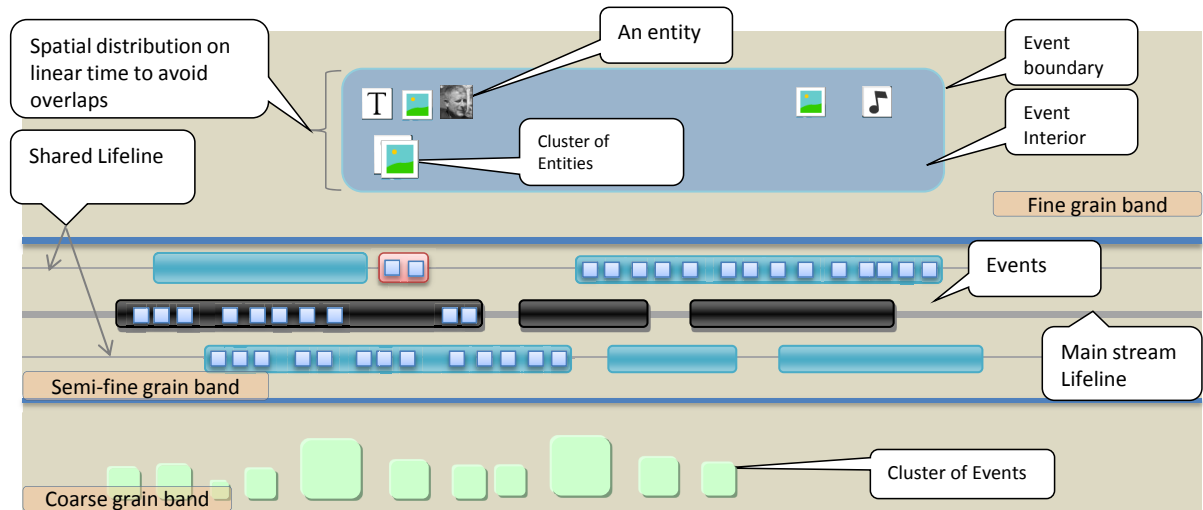 Spatial distribution on
linear time to avoid
overlaps
An entity
Event
boundary
T
Event
Interior
Cluster of
Entities
Shared Lifeline
Fine grain band
Events
Main stream
Lifeline
Semi-fine grain band
Cluster of Events
Coarse grain band